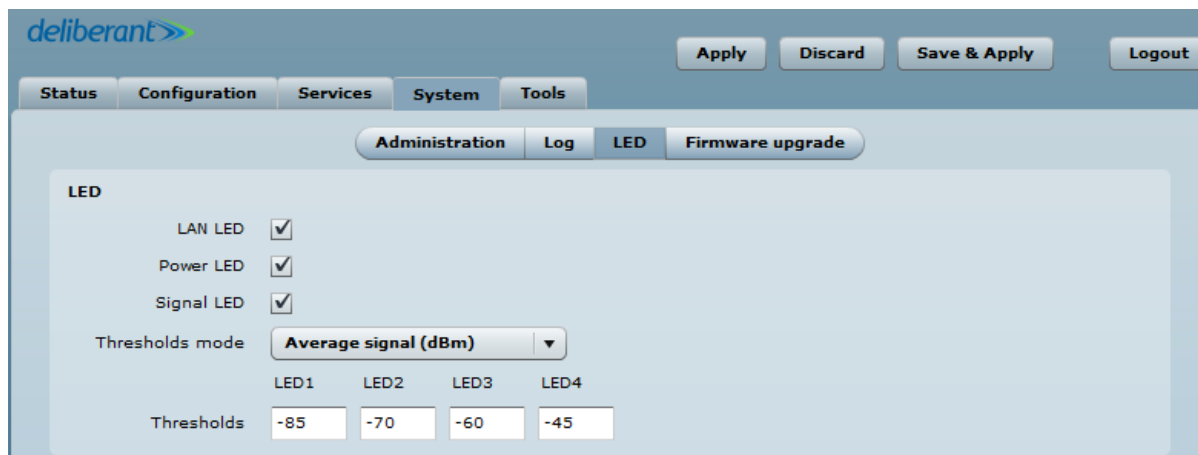 deliberant
Apply Discard Save & Apply Logout
Status Configuration Services System Tools
Administration Log LED Firmware upgrade
LED
LAN LED
Power LED
Signal LED
Thresholds mode Average signal (dBm)
LED1 LED2 LED3 LED4
Thresholds -85 -70 -60 -45